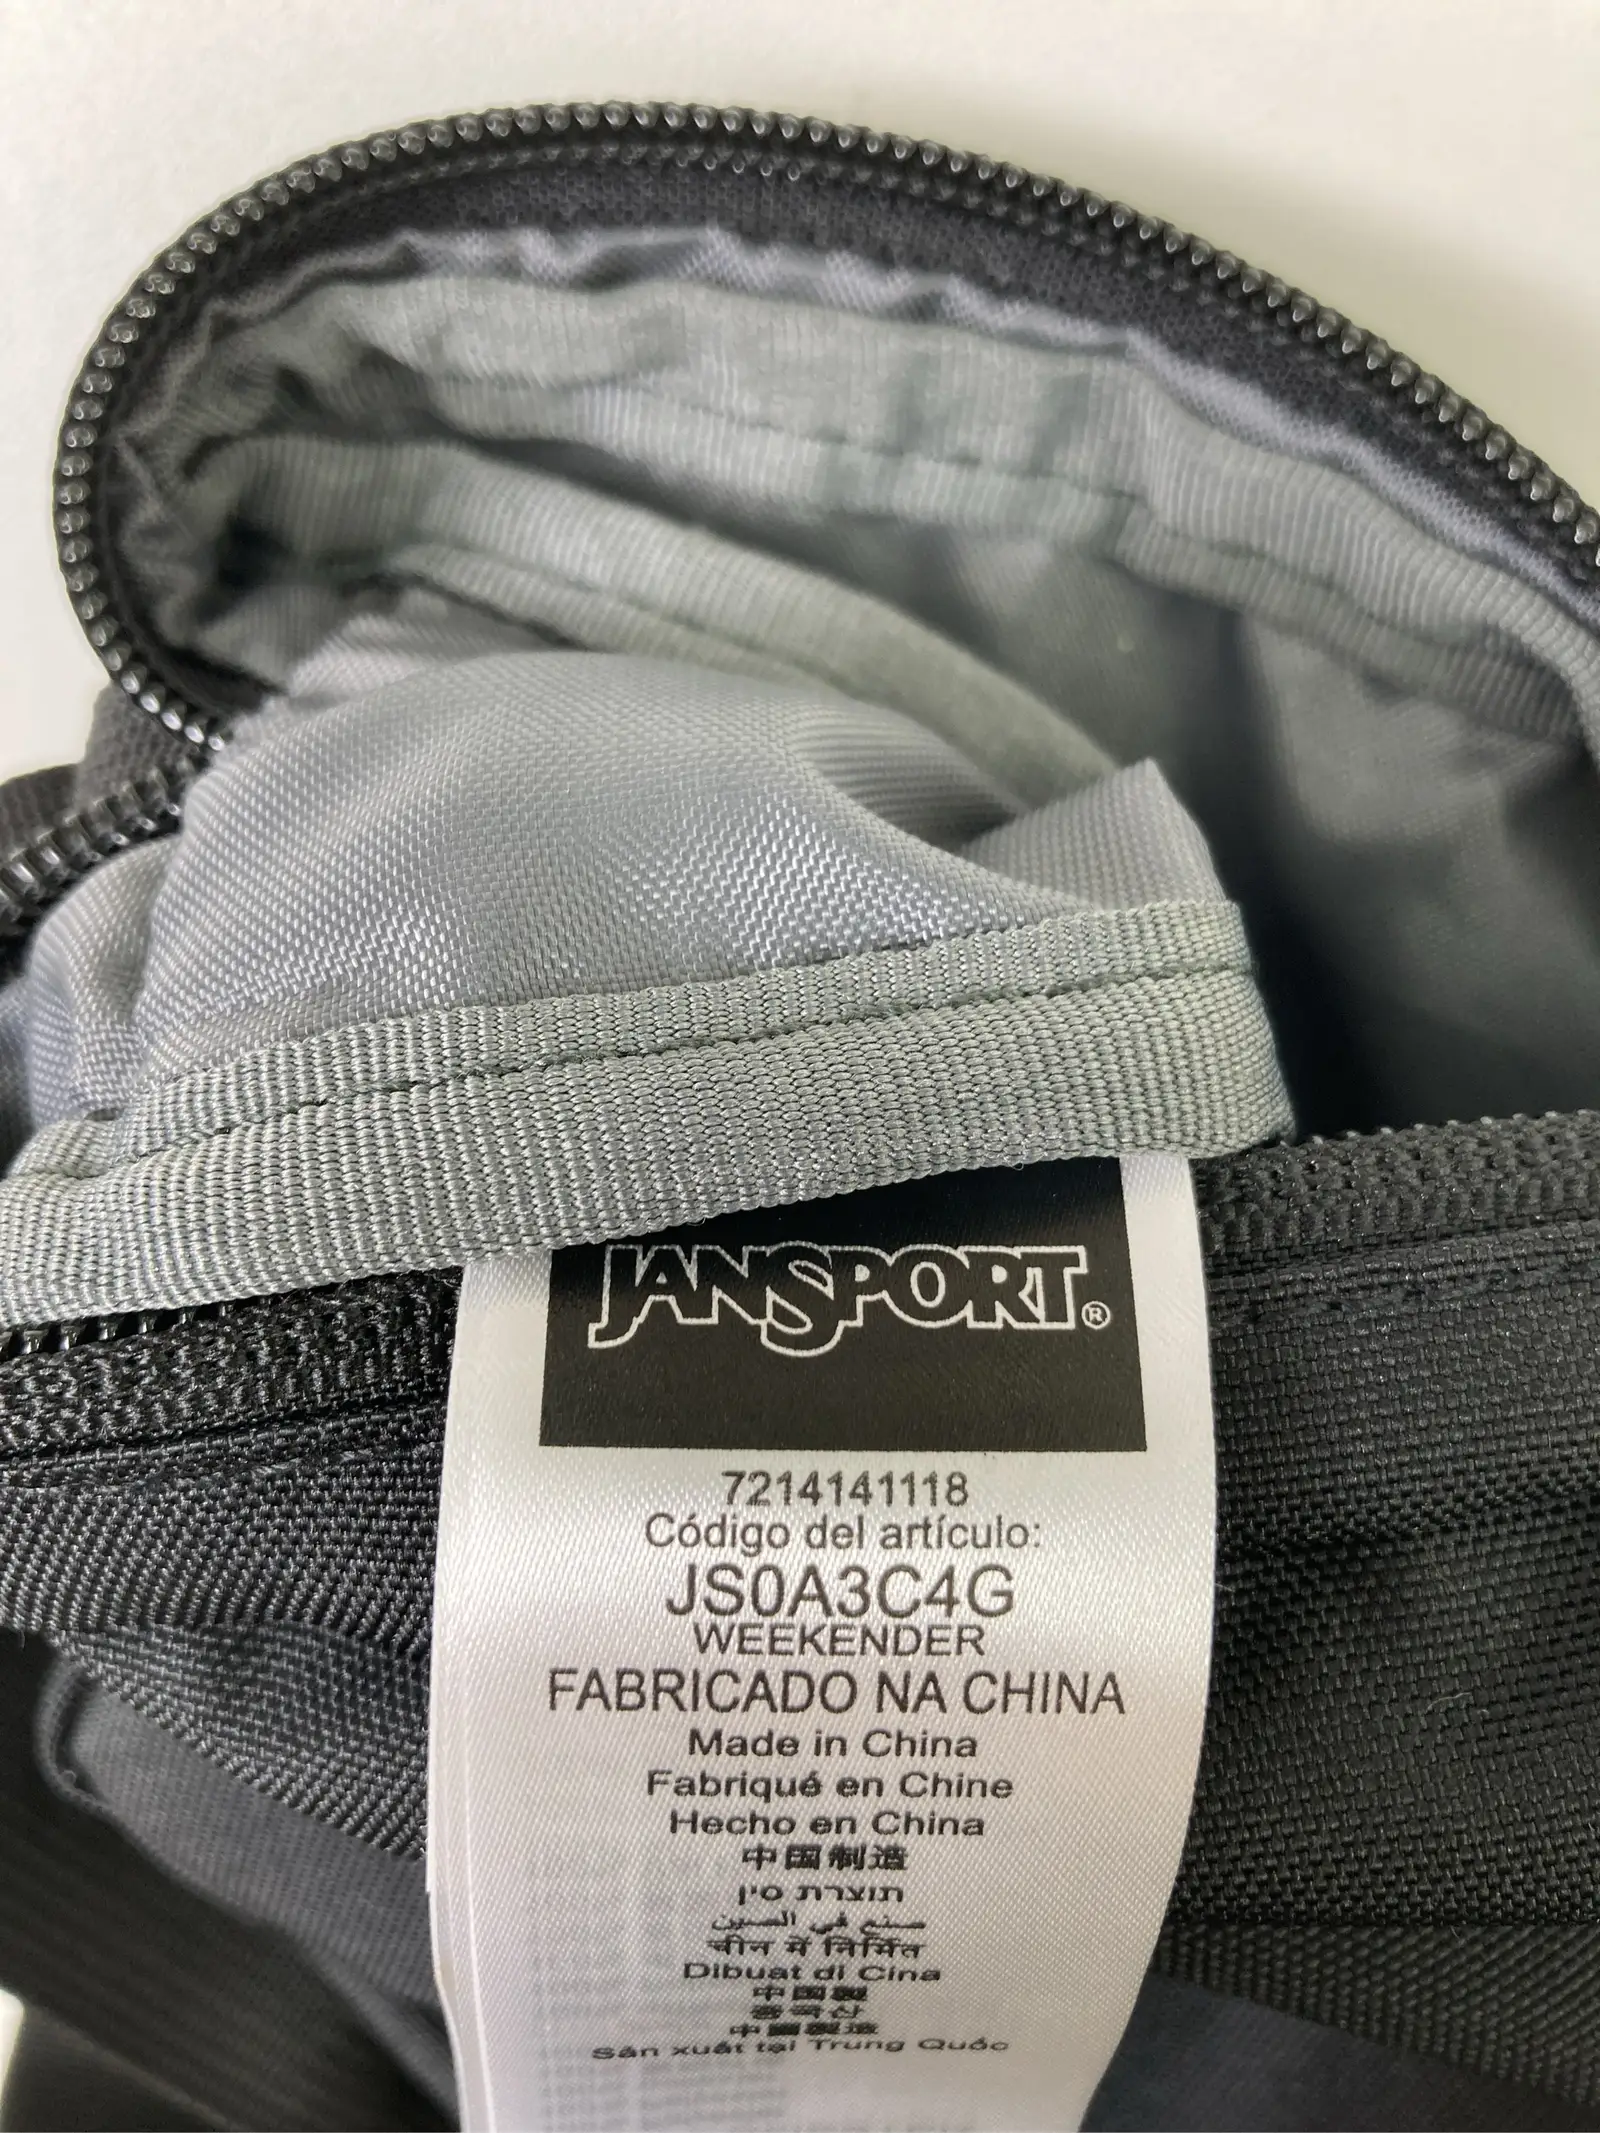 JANSPORT®
7214141118
Código del artículo:
JS0A3C4G
WEEKENDER
FABRICADO NA CHINA
Made in China
Fabriqué en Chine
Hecho en China
中国制造
תוצרת סין
صنع في الصين
चीन में निर्मित
Dibuat di Cina
中国製
중국산
中國製造
Sản xuất tại Trung Quốc